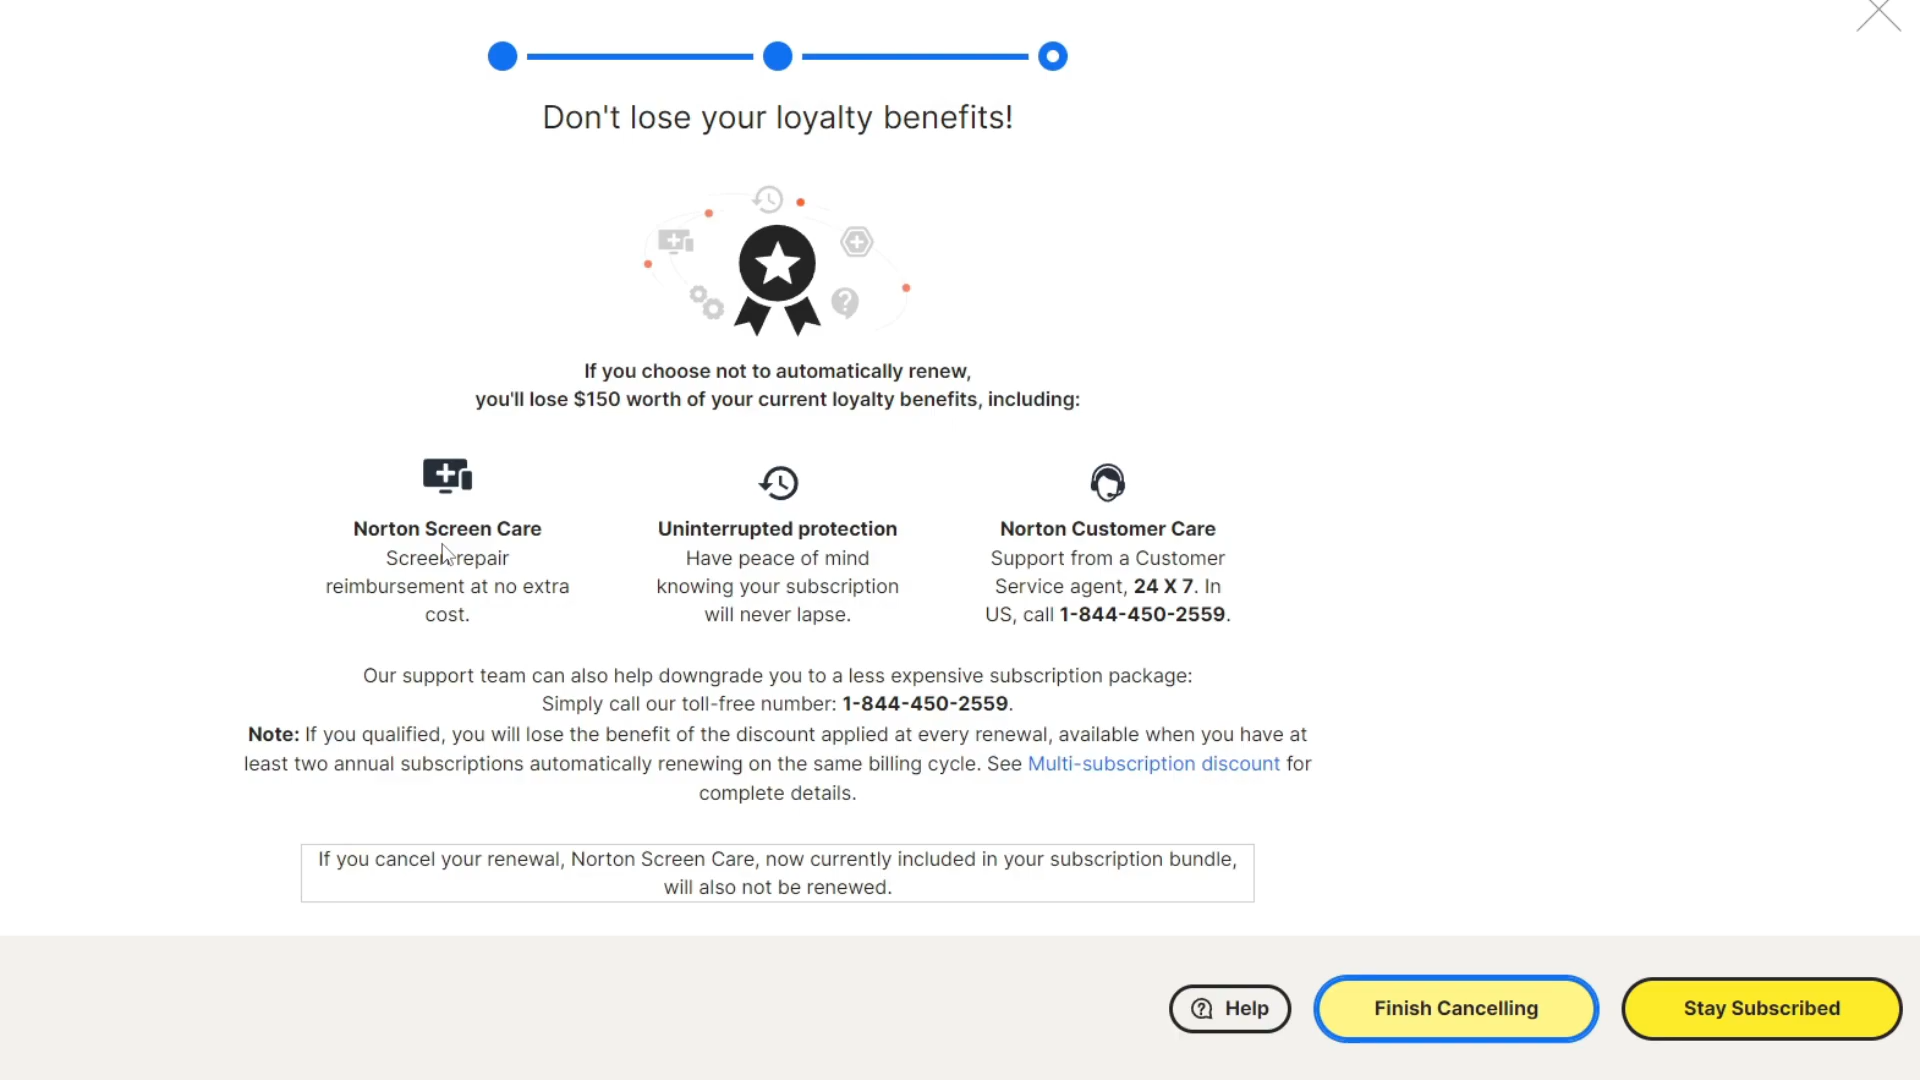 Don't lose your loyalty benefits!
If you choose not to automatically renew,
you'll lose $150 worth of your current loyalty benefits, including:
Norton Screen Care
Screen repair
reimbursement at no extra
cost.
Uninterrupted protection
Have peace of mind
knowing your subscription
will never lapse.
Norton Customer Care
Support from a Customer
Service agent, 24 X 7. In
US, call 1-844-450-2559.
Our support team can also help downgrade you to a less expensive subscription package:
Simply call our toll-free number: 1-844-450-2559.
Note: If you qualified, you will lose the benefit of the discount applied at every renewal, available when you have at
least two annual subscriptions automatically renewing on the same billing cycle. See Multi-subscription discount for
complete details.
If you cancel your renewal, Norton Screen Care, now currently included in your subscription bundle,
will also not be renewed.
Help
Finish Cancelling
Stay Subscribed